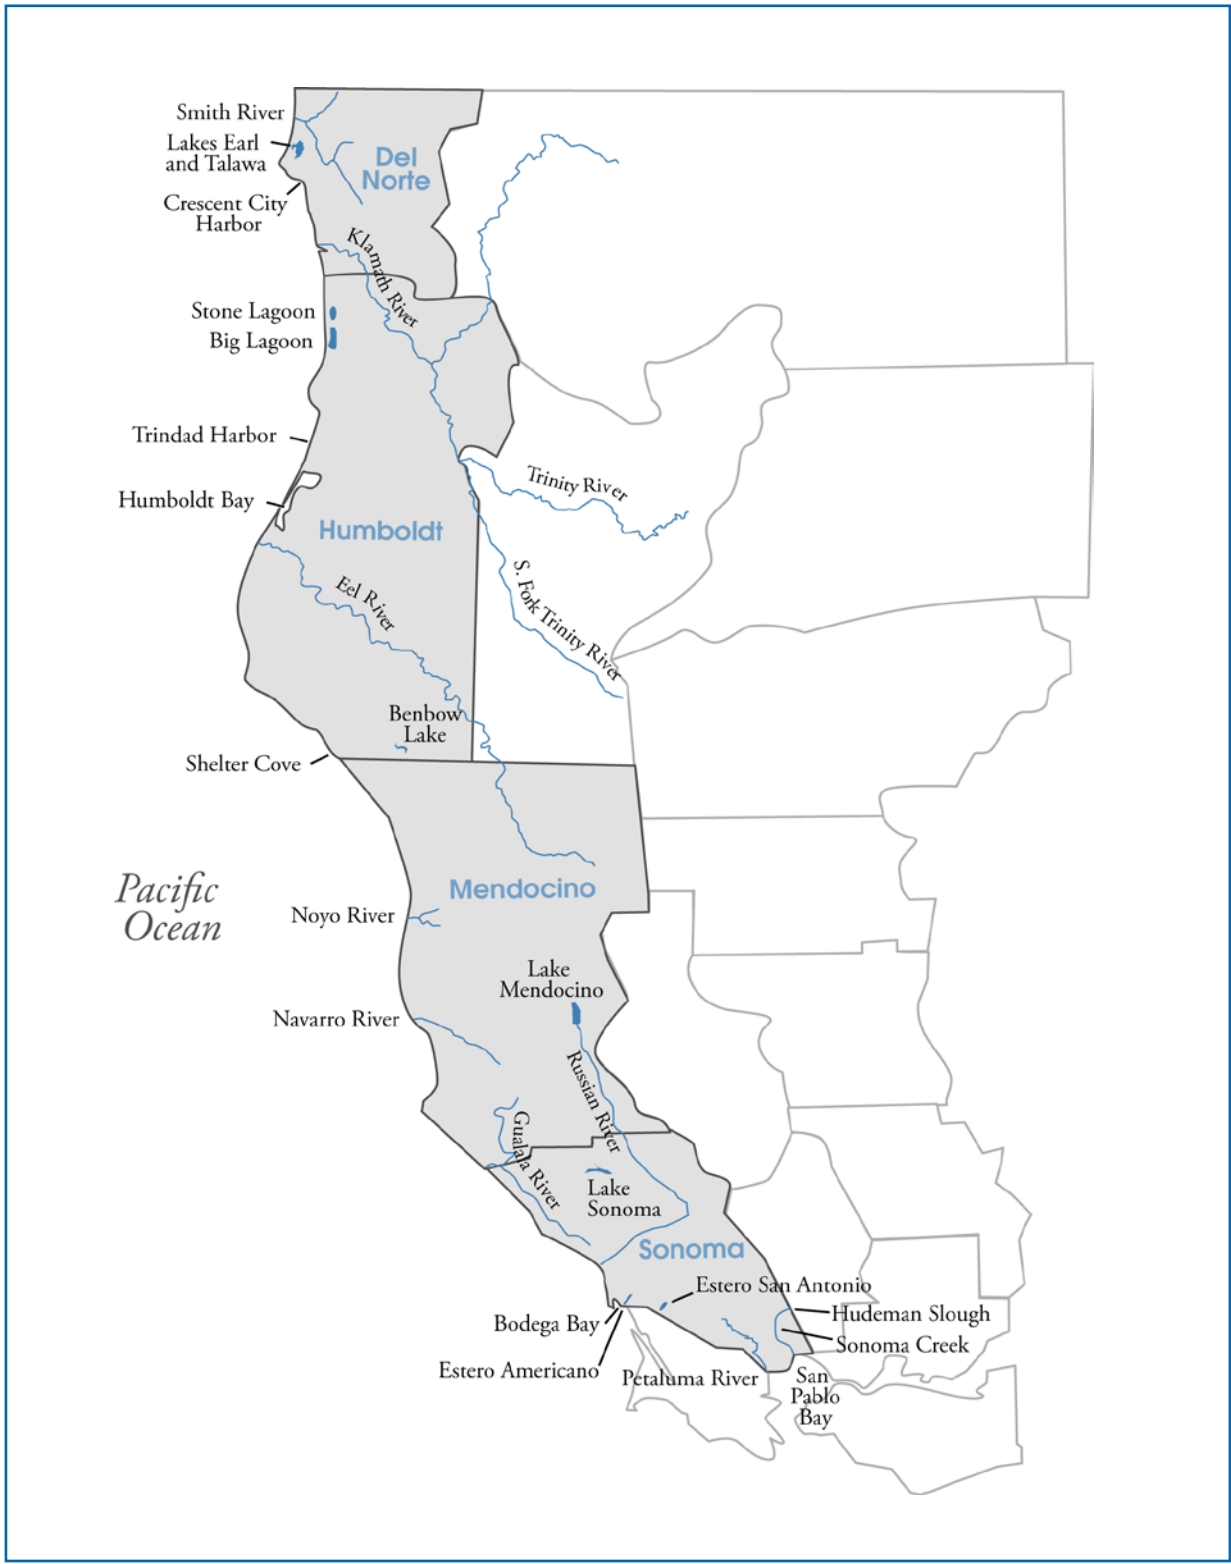 Smith River
Lakes Earl
and Talawa
Del
Norte
Crescent City
Harbor
Klamath River
Stone Lagoon
Big Lagoon
Trindad Harbor
Trinity River
Humboldt Bay
Humboldt
S. Fork Trinity River
Eel River
Benbow
Lake
Shelter Cove
Pacific
Ocean
Mendocino
Noyo River
Lake
Mendocino
Navarro River
Russian River
Gualala River
Lake
Sonoma
Sonoma
Estero San Antonio
Hudeman Slough
Bodega Bay
Sonoma Creek
Estero Americano
Petaluma River
San
Pablo
Bay